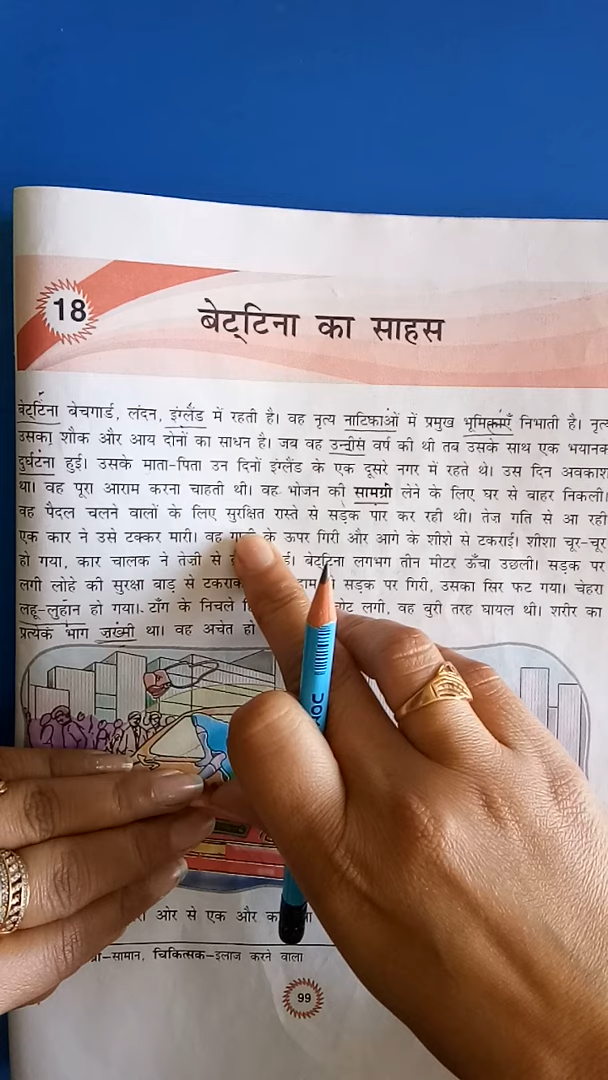 18
बेट्टिना का साहस
बेट्टिना बेचगार्ड, लंदन, इंग्लैंड में रहती है। वह नृत्य नाटिकाओं में प्रमुख भूमिकाएँ निभाती है। नृत्य
उसका शौक और आय दोनों का साधन है। जब वह उन्नीस वर्ष की थी तब उसके साथ एक भयानक
दुर्घटना हुई। उसके माता-पिता उन दिनों इंग्लैंड के एक दूसरे नगर में रहते थे। उस दिन अवकाश
था। वह पूरा आराम करना चाहती थी। वह भोजन की सामग्री लेने के लिए घर से बाहर निकली।
वह पैदल चलने वालों के लिए सुरक्षित रास्ते से सड़क पार कर रही थी। तेज गति से आ रही
एक कार ने उसे टक्कर मारी। वह के ऊपर गिरी और आगे के शीशे से टकराई। शीशा चूर-चूर
हो गया, कार चालक ने तेजी से बेट्टिना लगभग तीन मीटर ऊँचा उछली। सड़क पर
लगी लोहे की सुरक्षा बाड़ से सड़क पर गिरी, उसका सिर फट गया। चेहरा
लहू-लुहान हो गया। टाँग के निचले चोट लगी, वह बुरी तरह घायल थी। शरीर का
प्रत्येक भाग जख्मी था। वह अचेत हो
ओर से एक और
सामान, चिकित्सक-इलाज करने वाला
99